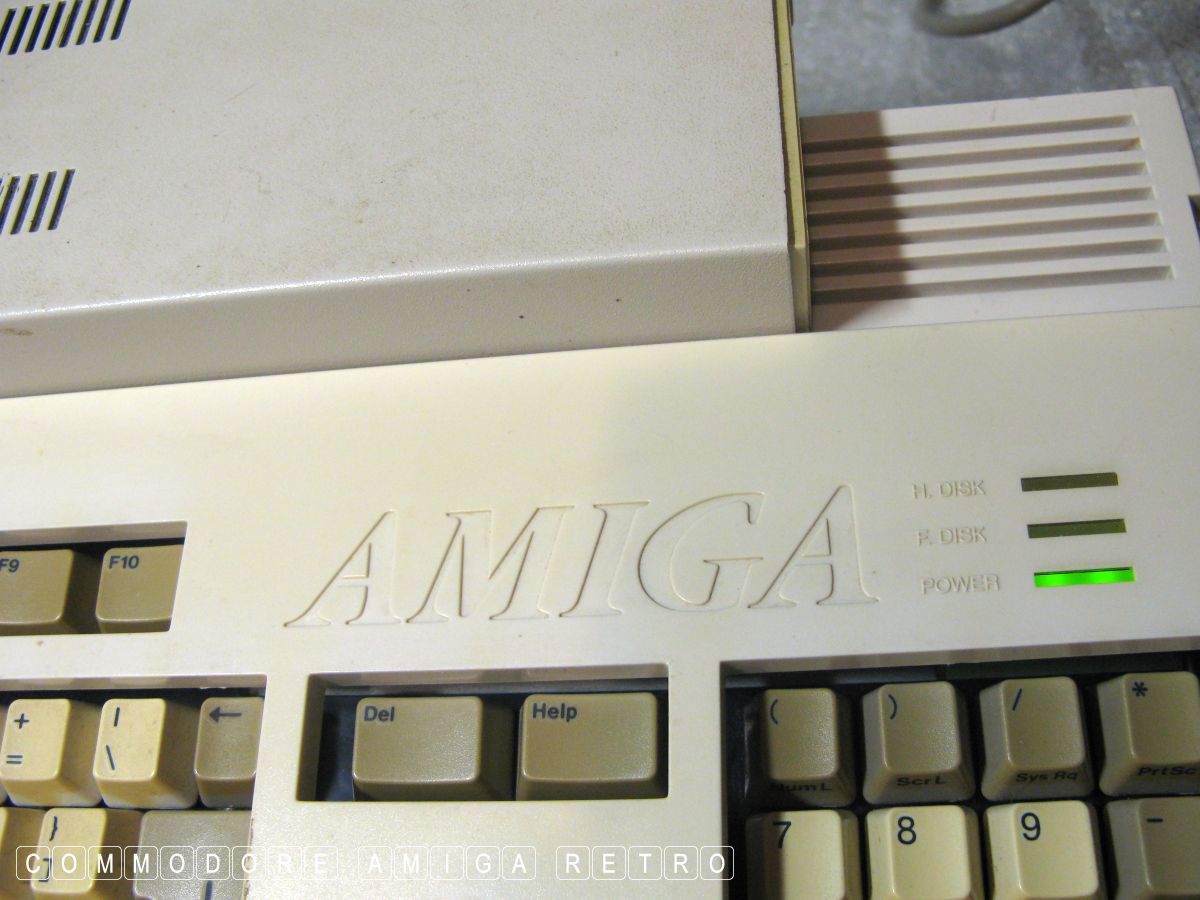 H. DISK
F. DISK
POWER
AMIGA
F9 F10
Del Help
+ | ←
= \
( ) / *
Num L Scr L Sys Rq PrtSc
} 7 8 9 -
]
COMMODORE AMIGA RETRO